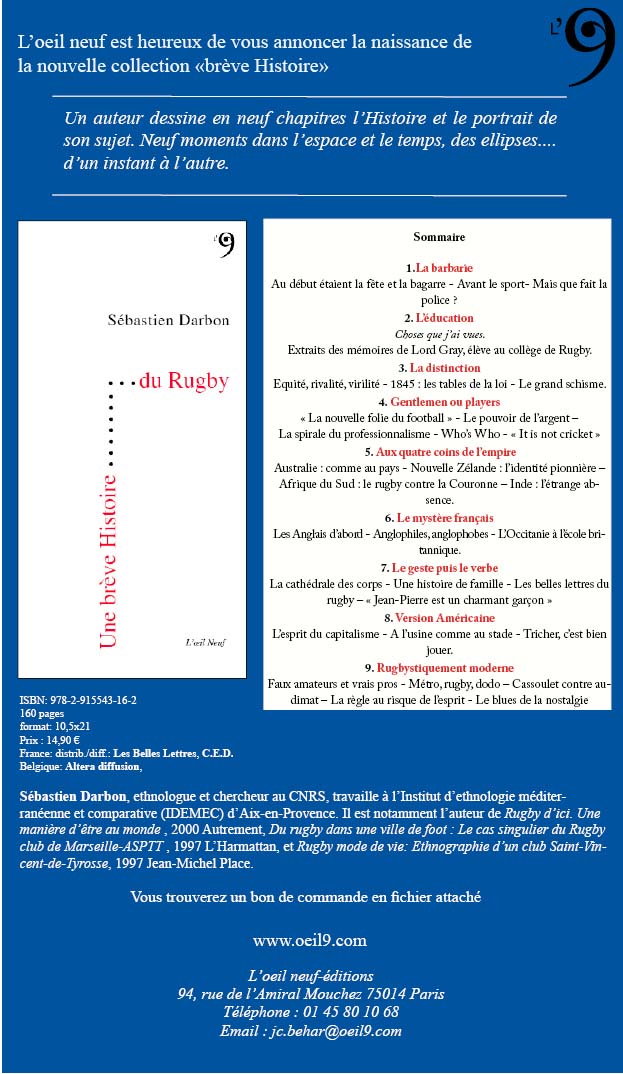 L'oeil neuf est heureux de vous annoncer la naissance de
la nouvelle collection «brève Histoire»
L'9
Un auteur dessine en neuf chapitres l'Histoire et le portrait de
son sujet. Neuf moments dans l'espace et le temps, des ellipses....
d'un instant à l'autre.
L'9
Sébastien Darbon
...du Rugby
Une brève Histoire
L'œil Neuf
Sommaire
1.La barbarie
Au début étaient la fête et la bagarre - Avant le sport- Mais que fait la
police ?
2. L'éducation
Choses que j'ai vues.
Extraits des mémoires de Lord Gray, élève au collège de Rugby.
3. La distinction
Equité, rivalité, virilité - 1845 : les tables de la loi - Le grand schisme.
4. Gentlemen ou players
« La nouvelle folie du football » - Le pouvoir de l'argent –
La spirale du professionnalisme - Who's Who - « It is not cricket »
5. Aux quatre coins de l'empire
Australie : comme au pays - Nouvelle Zélande : l'identité pionnière –
Afrique du Sud : le rugby contre la Couronne – Inde : l'étrange ab-
sence.
6. Le mystère français
Les Anglais d'abord - Anglophiles, anglophobes - L'Occitanie à l'école bri-
tannique.
7. Le geste puis le verbe
La cathédrale des corps - Une histoire de famille - Les belles lettres du
rugby – « Jean-Pierre est un charmant garçon »
8. Version Américaine
L'esprit du capitalisme - A l'usine comme au stade - Tricher, c'est bien
jouer.
9. Rugbystiquement moderne
Faux amateurs et vrais pros - Métro, rugby, dodo – Cassoulet contre au-
dimat – La règle au risque de l'esprit - Le blues de la nostalgie
ISBN: 978-2-915543-16-2
160 pages
format: 10,5x21
Prix : 14,90 €
France: distrib./diff.: Les Belles Lettres, C.E.D.
Belgique: Altera diffusion,
Sébastien Darbon, ethnologue et chercheur au CNRS, travaille à l'Institut d'ethnologie méditer-
ranéenne et comparative (IDEMEC) d'Aix-en-Provence. Il est notamment l'auteur de Rugby d'ici. Une
manière d'être au monde , 2000 Autrement, Du rugby dans une ville de foot : Le cas singulier du Rugby
club de Marseille-ASPTT , 1997 L'Harmattan, et Rugby mode de vie: Ethnographie d'un club Saint-Vin-
cent-de-Tyrosse, 1997 Jean-Michel Place.
Vous trouverez un bon de commande en fichier attaché
www.oeil9.com
L'oeil neuf-éditions
94, rue de l'Amiral Mouchez 75014 Paris
Téléphone : 01 45 80 10 68
Email : jc.behar@oeil9.com